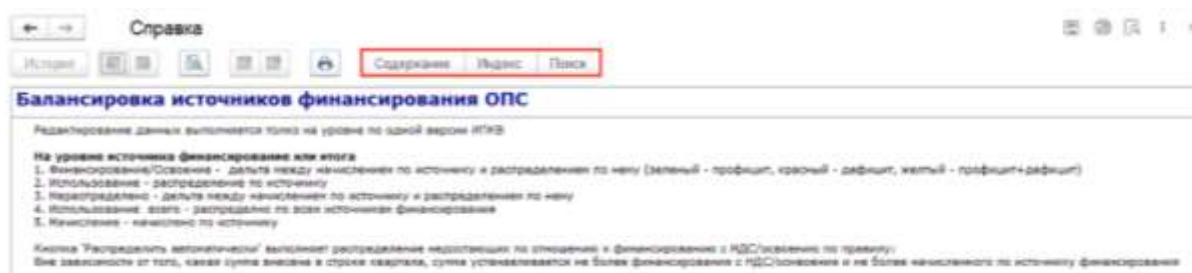 Справка
История
Содержание Индекс Поиск
Балансировка источников финансирования ОПС
Редактирование данных выполняется только на уровне по одной версии ИПКВ
На уровне источника финансирование или итога
1. Финансирование/Освоение - дельта между начислением по источнику и распределением по нему (зеленый - профицит, красный - дефицит, желтый - профицит+дефицит)
2. Использование - распределение по источнику
3. Нераспределено - дельта между начислением по источнику и распределением по нему
4. Использование всего - распределено по всем источникам финансирования
5. Начисление - начислено по источнику
Кнопка "Распределить автоматически" выполняет распределение недостающих по отношению к финансированию с НДС/освоению по правилу:
Вне зависимости от того, какая сумма внесена в строке квартала, сумма устанавливается не более финансирования с НДС/освоения и не более начисленного по источнику финансирования